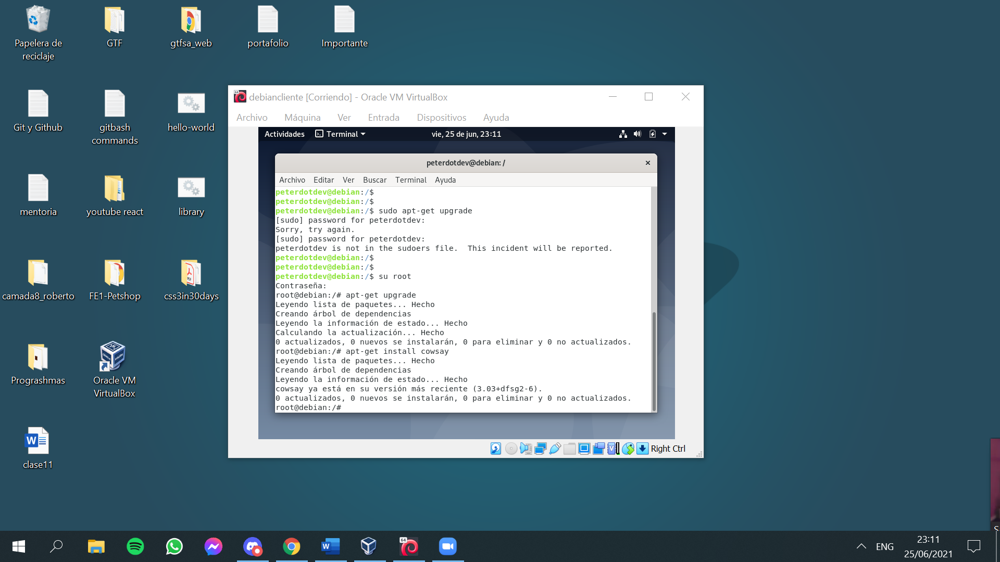 Papelera de
reciclaje
GTF
gtfsa_web
portafolio
Importante
Git y Github
gitbash
commands
hello-world
mentoria
youtube react
library
camada8_roberto
FE1-Petshop
css3in30days
Prograshmas
Oracle VM
VirtualBox
clase11
64
debiancliente [Corriendo] - Oracle VM VirtualBox
Archivo Máquina Ver Entrada Dispositivos Ayuda
Actividades Terminal vie, 25 de jun, 23:11
peterdotdev@debian: /
Archivo Editar Ver Buscar Terminal Ayuda
peterdotdev@debian:/$
peterdotdev@debian:/$
peterdotdev@debian:/$ sudo apt-get upgrade
[sudo] password for peterdotdev:
Sorry, try again.
[sudo] password for peterdotdev:
peterdotdev is not in the sudoers file.  This incident will be reported.
peterdotdev@debian:/$
peterdotdev@debian:/$
peterdotdev@debian:/$ su root
Contraseña:
root@debian:/# apt-get upgrade
Leyendo lista de paquetes... Hecho
Creando árbol de dependencias
Leyendo la información de estado... Hecho
Calculando la actualización... Hecho
0 actualizados, 0 nuevos se instalarán, 0 para eliminar y 0 no actualizados.
root@debian:/# apt-get install cowsay
Leyendo lista de paquetes... Hecho
Creando árbol de dependencias
Leyendo la información de estado... Hecho
cowsay ya está en su versión más reciente (3.03+dfsg2-6).
0 actualizados, 0 nuevos se instalarán, 0 para eliminar y 0 no actualizados.
root@debian:/#
Right Ctrl
64
ENG
23:11
25/06/2021